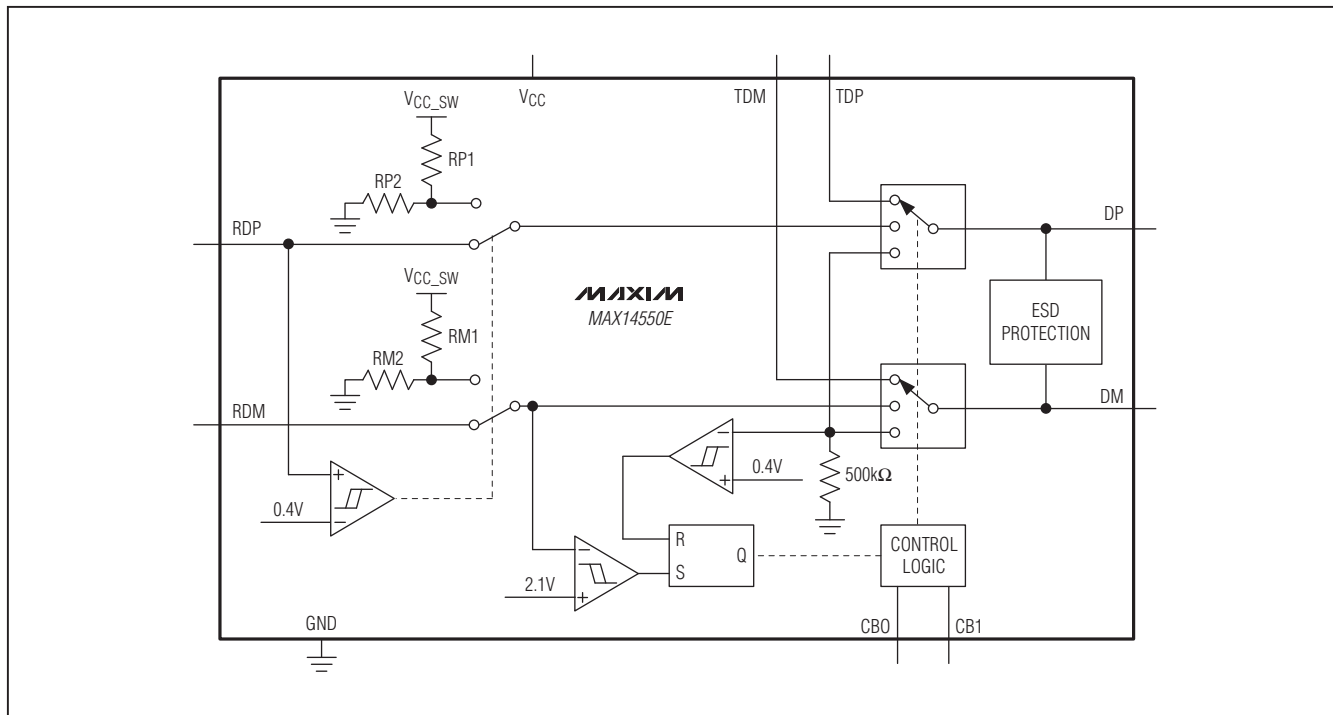 VCC_SW
VCC
TDM
TDP
RP1
RP2
RDP
DP
VCC_SW
MAXIM
MAX14550E
ESD
PROTECTION
RM1
RM2
RDM
DM
−
+
0.4V
500kΩ
+
0.4V
−
R
Q
S
CONTROL
LOGIC
−
2.1V
+
GND
CB0
CB1